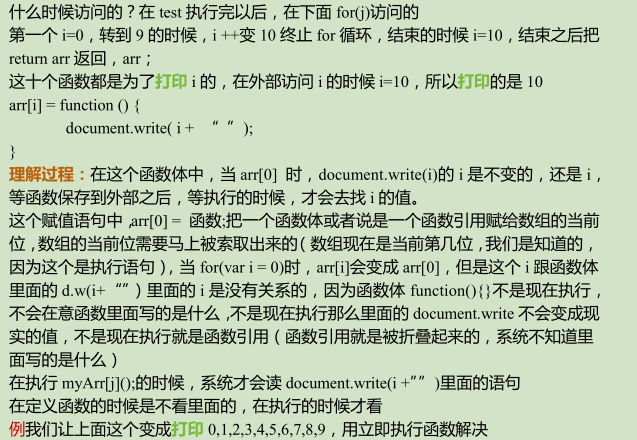 什么时候访问的？在 test 执行完以后，在下面 for(j)访问的
第一个 i=0，转到 9 的时候，i ++变 10 终止 for 循环，结束的时候 i=10，结束之后把
return arr 返回，arr；
这十个函数都是为了打印 i 的，在外部访问 i 的时候 i=10，所以打印的是 10
arr[i] = function () {
document.write( i + “ ” );
}
理解过程：在这个函数体中，当 arr[0] 时，document.write(i)的 i 是不变的，还是 i，
等函数保存到外部之后，等执行的时候，才会去找 i 的值。
这个赋值语句中，arr[0] = 函数;把一个函数体或者说是一个函数引用赋给数组的当前
位，数组的当前位需要马上被索取出来的（数组现在是当前第几位，我们是知道的，
因为这个是执行语句），当 for(var i = 0)时，arr[i]会变成 arr[0]，但是这个 i 跟函数体
里面的 d.w(i+ “”）里面的 i 是没有关系的，因为函数体 function(){}不是现在执行，
不会在意函数里面写的是什么，不是现在执行那么里面的 document.write 不会变成现
实的值，不是现在执行就是函数引用（函数引用就是被折叠起来的，系统不知道里
面写的是什么）
在执行 myArr[j]();的时候，系统才会读 document.write(i +“” )里面的语句
在定义函数的时候是不看里面的，在执行的时候才看
例我们让上面这个变成打印 0,1,2,3,4,5,6,7,8,9，用立即执行函数解决